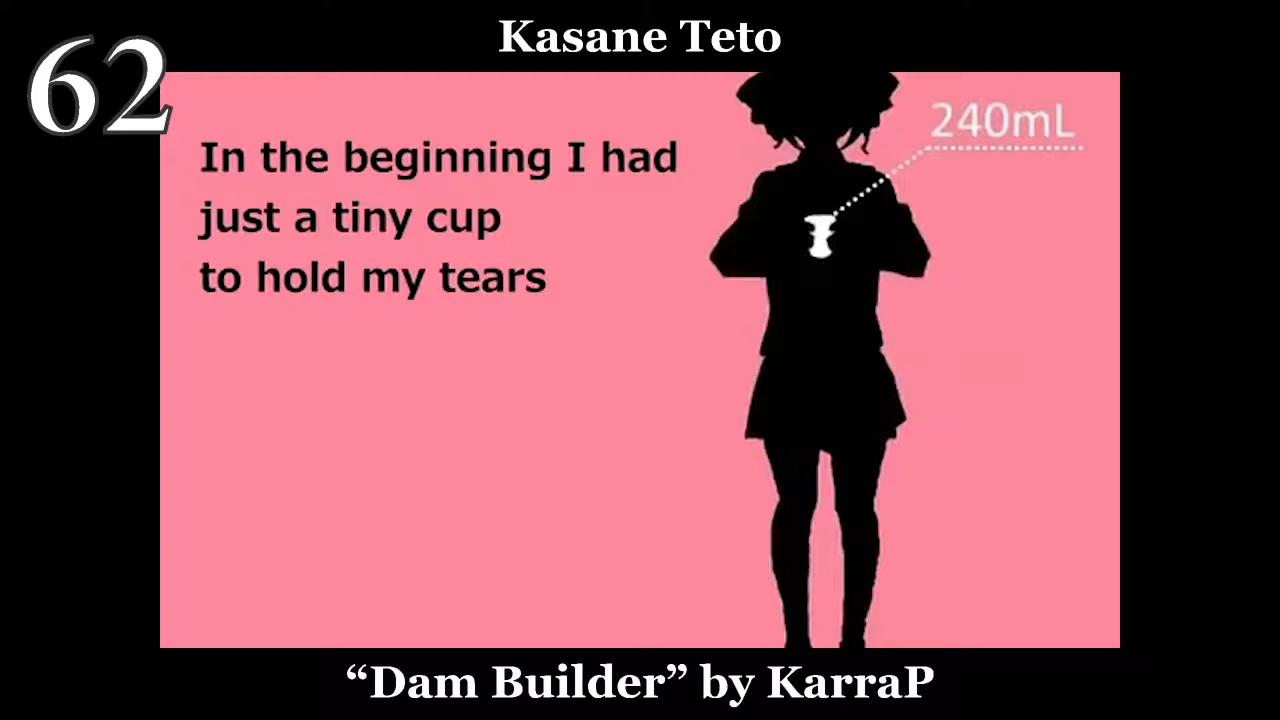 62
Kasane Teto
240mL
In the beginning I had
just a tiny cup
to hold my tears
“Dam Builder” by KarraP